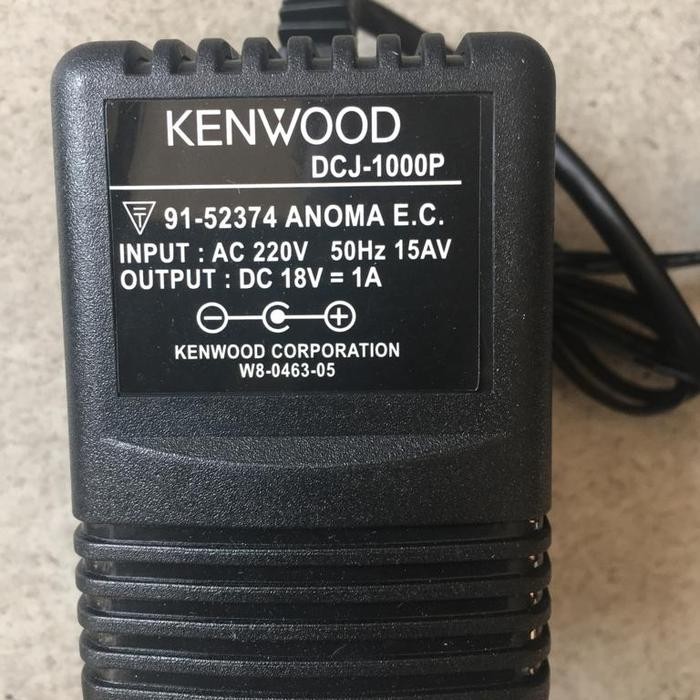 KENWOOD
DCJ-1000P
91-52374 ANOMA E.C.
INPUT : AC 220V 50Hz 15AV
OUTPUT : DC 18V = 1A
KENWOOD CORPORATION
W8-0463-05